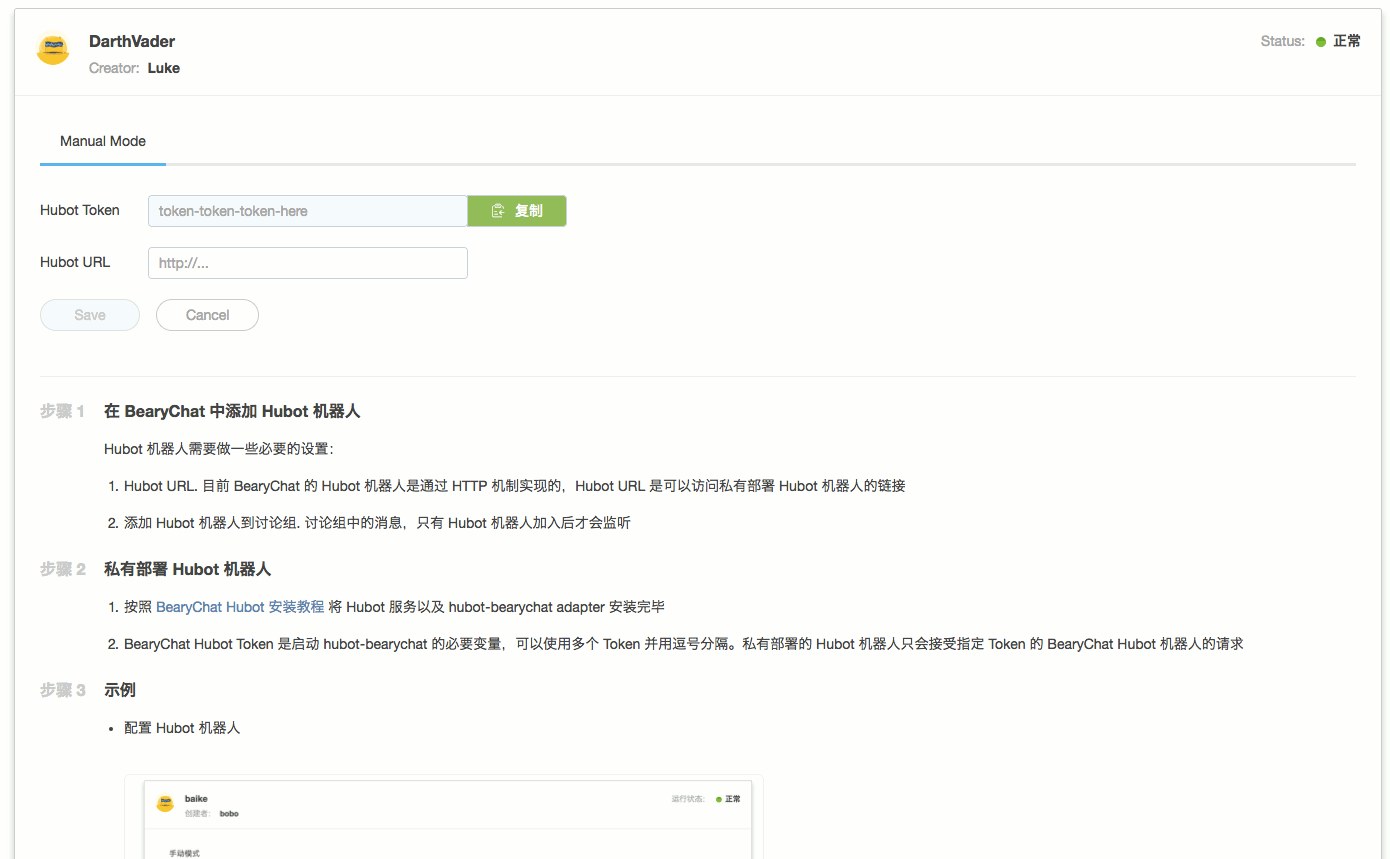 DarthVader
Status: 正常
Creator: Luke
Manual Mode
Hubot Token token-token-token-here 复制
Hubot URL http://...
Save Cancel
步骤 1 在 BearyChat 中添加 Hubot 机器人
Hubot 机器人需要做一些必要的设置：
1. Hubot URL. 目前 BearyChat 的 Hubot 机器人是通过 HTTP 机制实现的，Hubot URL 是可以访问私有部署 Hubot 机器人的链接
2. 添加 Hubot 机器人到讨论组. 讨论组中的消息，只有 Hubot 机器人加入后才会监听
步骤 2 私有部署 Hubot 机器人
1. 按照 BearyChat Hubot 安装教程 将 Hubot 服务以及 hubot-bearychat adapter 安装完毕
2. BearyChat Hubot Token 是启动 hubot-bearychat 的必要变量，可以使用多个 Token 并用逗号分隔。私有部署的 Hubot 机器人只会接受指定 Token 的 BearyChat Hubot 机器人的请求
步骤 3 示例
• 配置 Hubot 机器人
baike 运行状态: 正常
创建者: bobo
手动模式